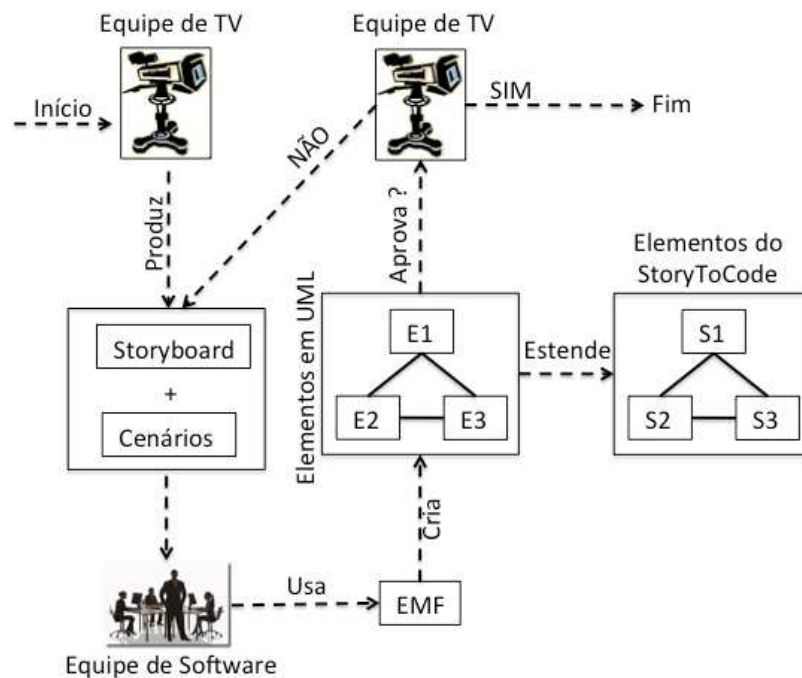 Equipe de TV
Equipe de TV
Início
SIM
Fim
NÃO
Produz
Aprova ?
Elementos do
StoryToCode
Storyboard
+
Cenários
Elementos em UML
E1
E2
E3
Estende
S1
S2
S3
Cria
Usa
EMF
Equipe de Software